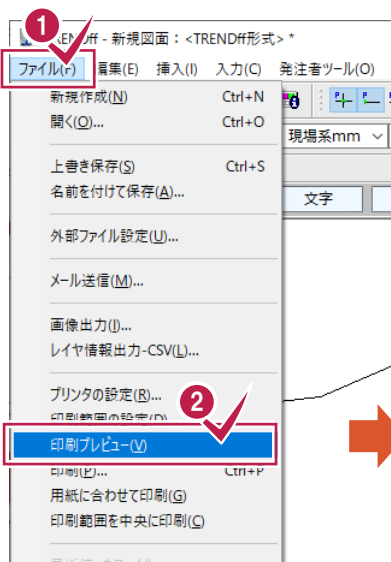 1
TRENDff - 新規図面：<TRENDff形式> *
ファイル(F) 編集(E) 挿入(I) 入力(C) 発注者ツール(O)
新規作成(N) Ctrl+N
開く(O)... Ctrl+O
現場系mm
上書き保存(S) Ctrl+S
名前を付けて保存(A)...
文字
外部ファイル設定(U)...
メール送信(M)...
画像出力(I)...
レイヤ情報出力-CSV(L)...
プリンタの設定(R)...
2
印刷範囲の設定(D)...
印刷プレビュー(V)
印刷(P)... Ctrl+P
用紙に合わせて印刷(G)
印刷範囲を中央に印刷(C)